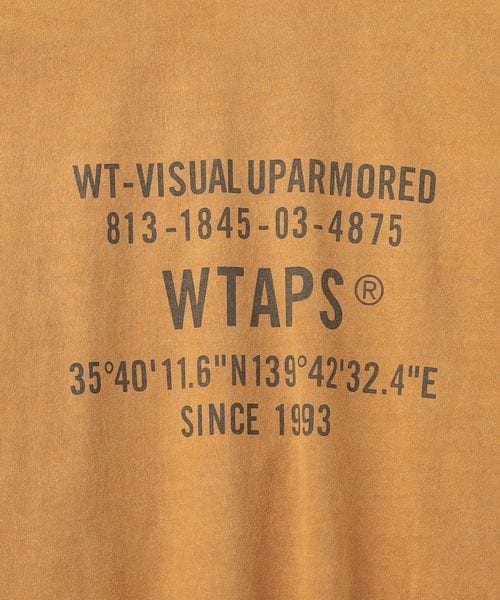 WT-VISUAL UPARMORED
813-1845-03-4875
WTAPS®
35°40'11.6"N139°42'32.4"E
SINCE 1993